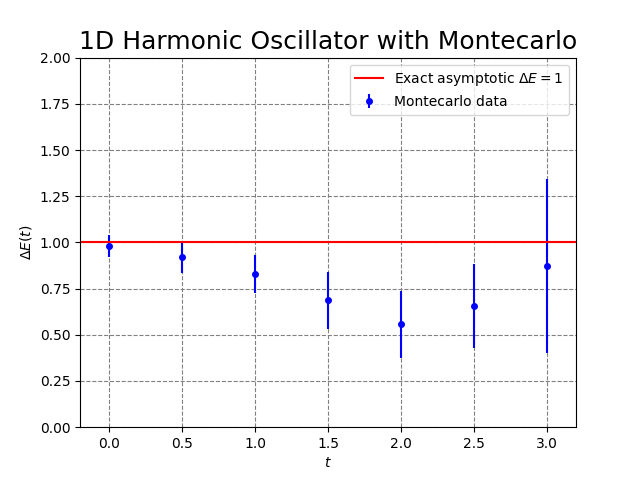 1D Harmonic Oscillator with Montecarlo
Exact asymptotic ΔE = 1
Montecarlo data
ΔE(t)
2.00
1.75
1.50
1.25
1.00
0.75
0.50
0.25
0.00
0.0 0.5 1.0 1.5 2.0 2.5 3.0
t